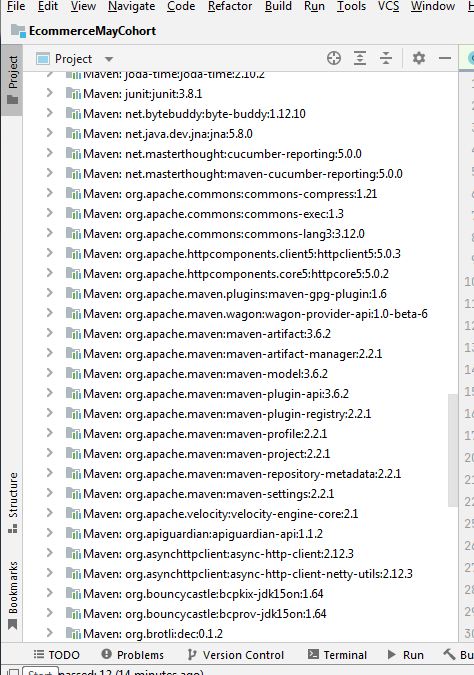 File Edit View Navigate Code Refactor Build Run Tools VCS Window
EcommerceMayCohort
Project
Project
Maven: joda-time:joda-time:2.10.2
Maven: junit:junit:3.8.1
Maven: net.bytebuddy:byte-buddy:1.12.10
Maven: net.java.dev.jna:jna:5.8.0
Maven: net.masterthought:cucumber-reporting:5.0.0
Maven: net.masterthought:maven-cucumber-reporting:5.0.0
Maven: org.apache.commons:commons-compress:1.21
Maven: org.apache.commons:commons-exec:1.3
Maven: org.apache.commons:commons-lang3:3.12.0
Maven: org.apache.httpcomponents.client5:httpclient5:5.0.3
Maven: org.apache.httpcomponents.core5:httpcore5:5.0.2
Maven: org.apache.maven.plugins:maven-gpg-plugin:1.6
Maven: org.apache.maven.wagon:wagon-provider-api:1.0-beta-6
Maven: org.apache.maven:maven-artifact:3.6.2
Maven: org.apache.maven:maven-artifact-manager:2.2.1
Maven: org.apache.maven:maven-model:3.6.2
Maven: org.apache.maven:maven-plugin-api:3.6.2
Maven: org.apache.maven:maven-plugin-registry:2.2.1
Maven: org.apache.maven:maven-profile:2.2.1
Maven: org.apache.maven:maven-project:2.2.1
Maven: org.apache.maven:maven-repository-metadata:2.2.1
Maven: org.apache.maven:maven-settings:2.2.1
Maven: org.apache.velocity:velocity-engine-core:2.1
Maven: org.apiguardian:apiguardian-api:1.1.2
Maven: org.asynchttpclient:async-http-client:2.12.3
Maven: org.asynchttpclient:async-http-client-netty-utils:2.12.3
Maven: org.bouncycastle:bcpkix-jdk15on:1.64
Maven: org.bouncycastle:bcprov-jdk15on:1.64
Maven: org.brotli:dec:0.1.2
Structure
Bookmarks
TODO Problems Version Control Terminal Run Bu
Start passed: 12 (14 minutes ago)